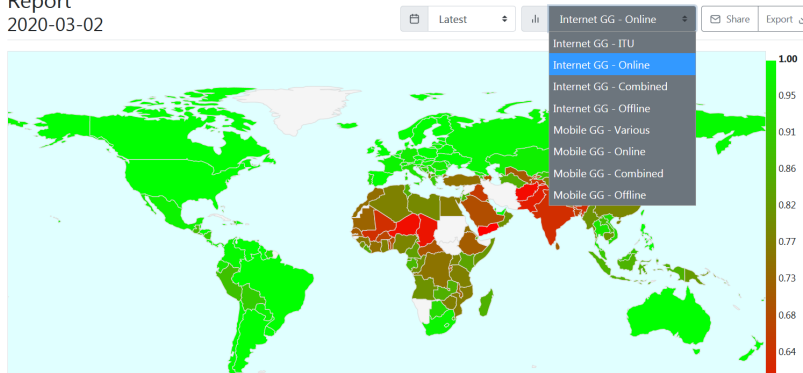 Report
2020-03-02
Latest
Internet GG - Online
Share
Export
Internet GG - ITU
Internet GG - Online
Internet GG - Combined
Internet GG - Offline
Mobile GG - Various
Mobile GG - Online
Mobile GG - Combined
Mobile GG - Offline
1.00
0.95
0.91
0.86
0.82
0.77
0.73
0.68
0.64